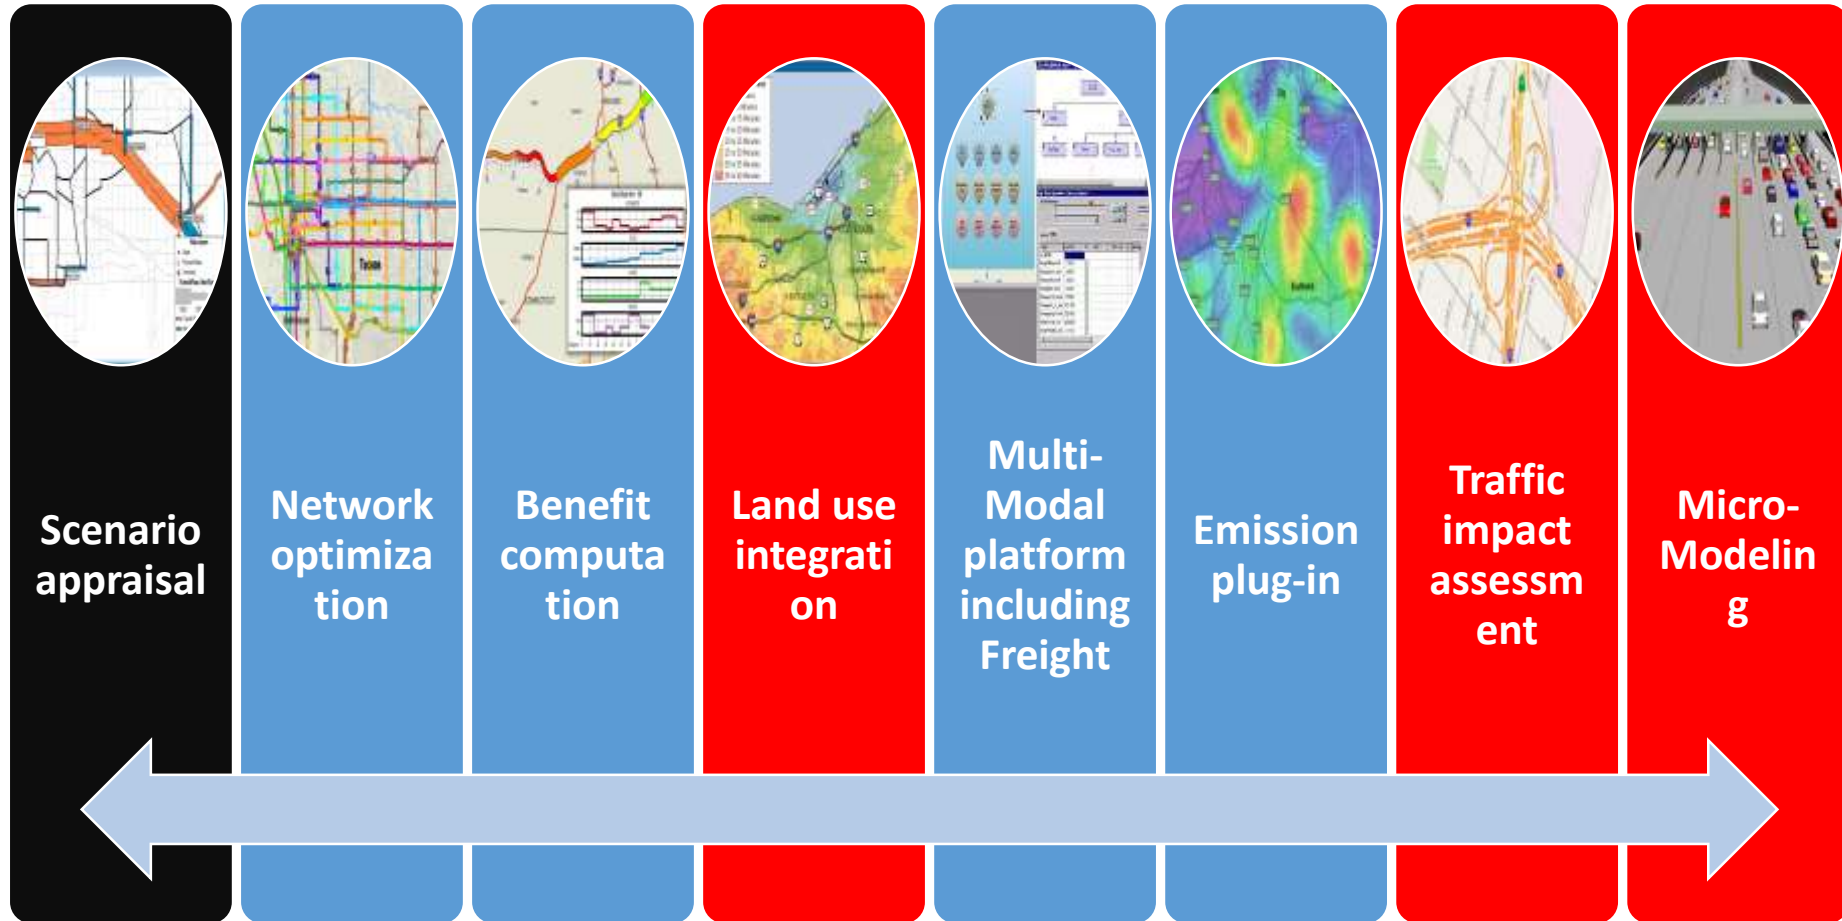 Scenario
appraisal
Network
optimiza
tion
Benefit
computa
tion
Land use
integrati
on
Multi-
Modal
platform
including
Freight
Emission
plug-in
Traffic
impact
assessm
ent
Micro-
Modelin
g